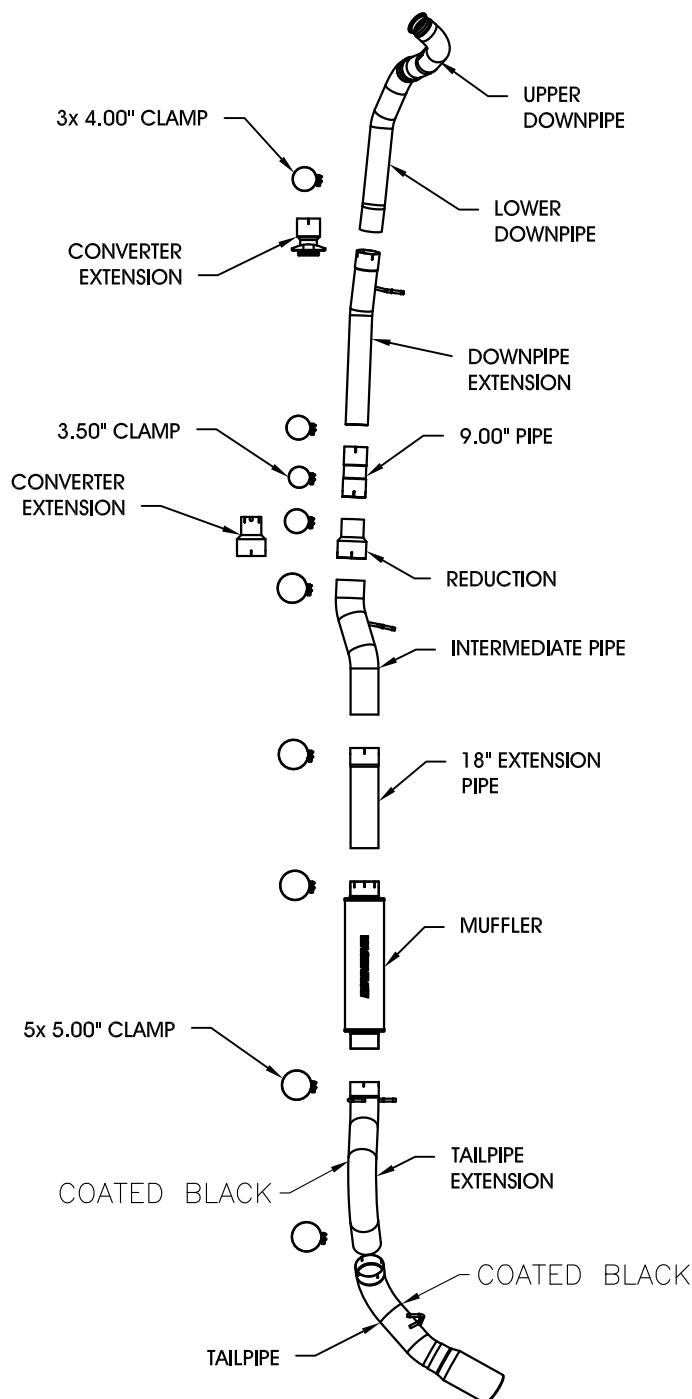 UPPER
DOWNPIPE
3x 4.00" CLAMP
LOWER
DOWNPIPE
CONVERTER
EXTENSION
DOWNPIPE
EXTENSION
3.50" CLAMP
9.00" PIPE
CONVERTER
EXTENSION
REDUCTION
INTERMEDIATE PIPE
18" EXTENSION
PIPE
MUFFLER
5x 5.00" CLAMP
TAILPIPE
EXTENSION
COATED BLACK
COATED BLACK
TAILPIPE